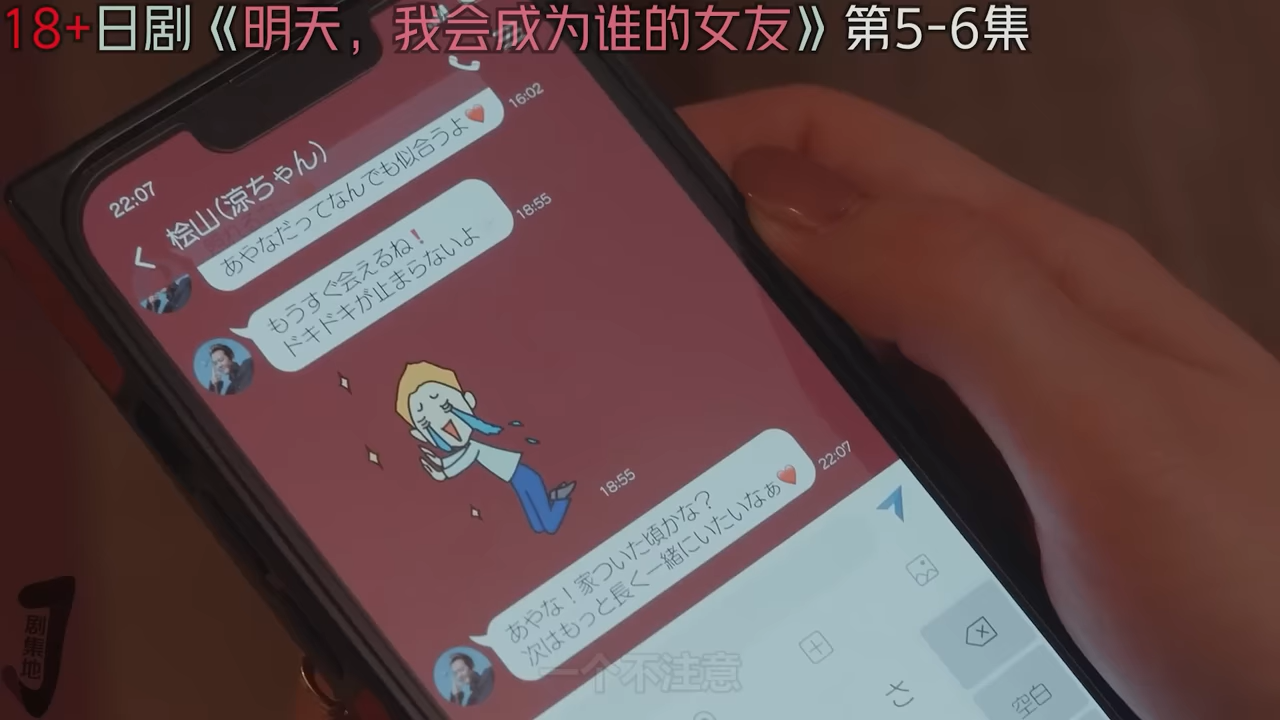 18+日剧《明天，我会成为谁的女友》第5-6集
22:07
桧山(涼ちゃん)
あやなだってなんでも似合うよ❤️
16:02
もうすぐ会えるね❗
ドキドキが止まらないよ
18:55
18:55
あやな！家ついた頃かな？
次はもっと長く一緒にいたいなぁ❤️
22:07
さ
空白
一个不注意
剧集地